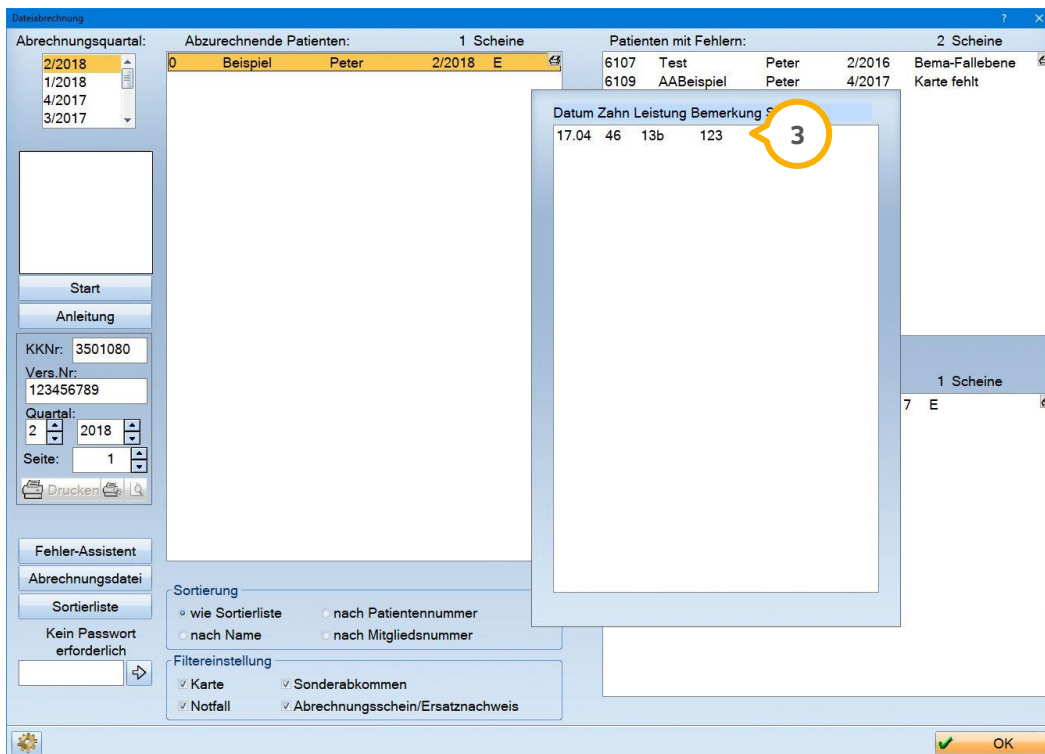 Dateiabrechnung
?
Abrechnungsquartal:
2/2018
1/2018
4/2017
3/2017
Start
Anleitung
KKNr: 3501080
Vers.Nr:
123456789
Quartal:
2 2018
Seite: 1
Drucken
Fehler-Assistent
Abrechnungsdatei
Sortierliste
Kein Passwort
erforderlich
Abzurechnende Patienten: 1 Scheine
0 Beispiel Peter 2/2018 E
Sortierung
wie Sortierliste nach Patientennummer
nach Name nach Mitgliedsnummer
Filtereinstellung
Karte Sonderabkommen
Notfall Abrechnungsschein/Ersatznachweis
Patienten mit Fehlern: 2 Scheine
6107 Test Peter 2/2016 Bema-Fallebene
6109 AABeispiel Peter 4/2017 Karte fehlt
Datum Zahn Leistung Bemerkung
17.04 46 13b 123
3
1 Scheine
7 E
OK